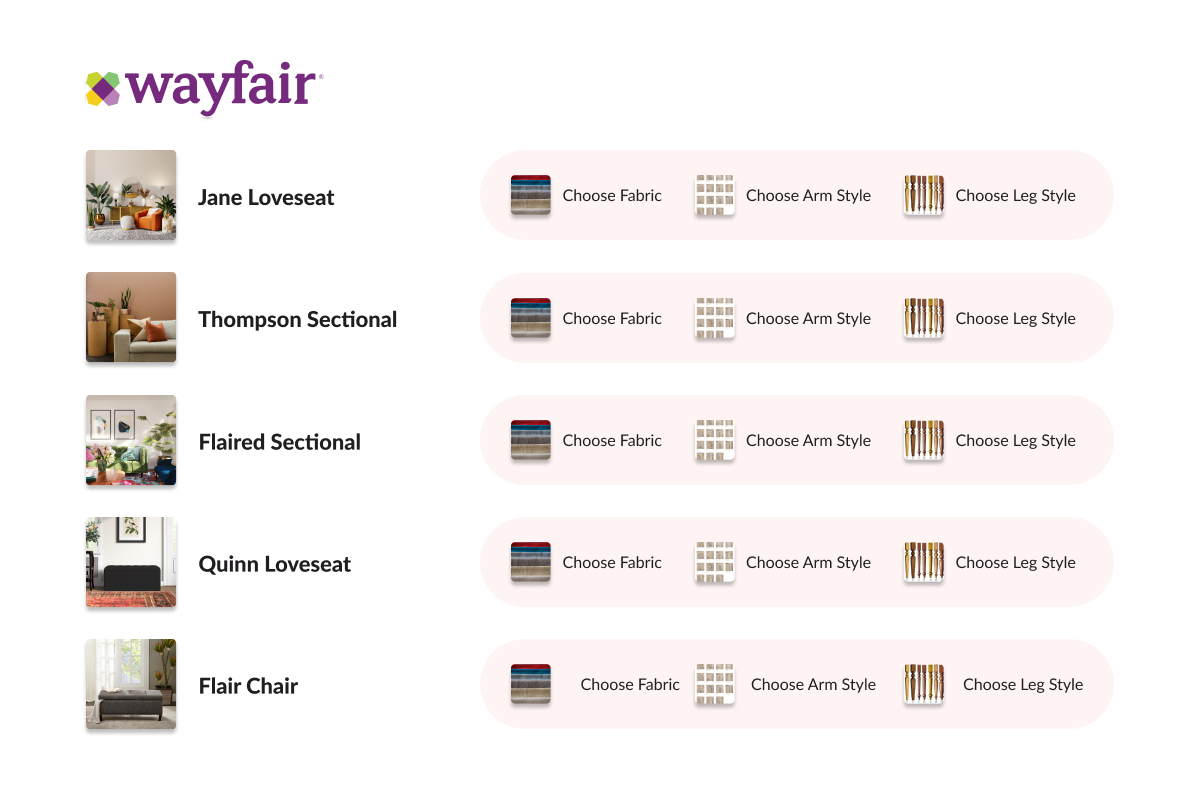 wayfair
Jane Loveseat
Choose Fabric
Choose Arm Style
Choose Leg Style
Thompson Sectional
Choose Fabric
Choose Arm Style
Choose Leg Style
Flaired Sectional
Choose Fabric
Choose Arm Style
Choose Leg Style
Quinn Loveseat
Choose Fabric
Choose Arm Style
Choose Leg Style
Flair Chair
Choose Fabric
Choose Arm Style
Choose Leg Style